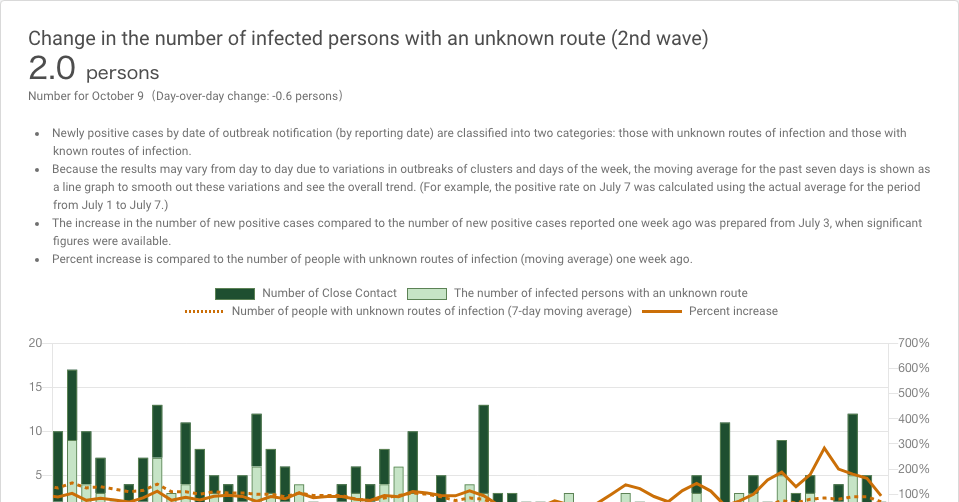 Change in the number of infected persons with an unknown route (2nd wave)
2.0 persons
Number for October 9（Day-over-day change: -0.6 persons）
• Newly positive cases by date of outbreak notification (by reporting date) are classified into two categories: those with unknown routes of infection and those with
known routes of infection.
• Because the results may vary from day to day due to variations in outbreaks of clusters and days of the week, the moving average for the past seven days is shown as
a line graph to smooth out these variations and see the overall trend. (For example, the positive rate on July 7 was calculated using the actual average for the period
from July 1 to July 7.)
• The increase in the number of new positive cases compared to the number of new positive cases reported one week ago was prepared from July 3, when significant
figures were available.
• Percent increase is compared to the number of people with unknown routes of infection (moving average) one week ago.
Number of Close Contact The number of infected persons with an unknown route
Number of people with unknown routes of infection (7-day moving average) Percent increase
20 700%
600%
15
500%
10 400%
300%
5 200%
100%